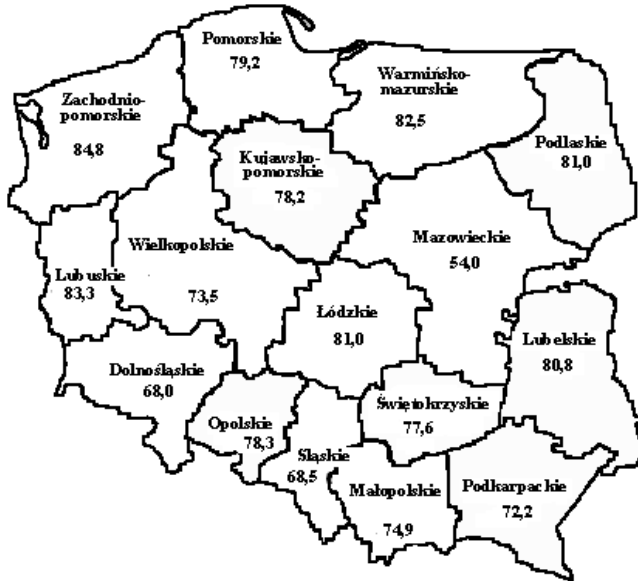 Pomorskie
79,2
Warmińsko-
mazurskie
82,5
Zachodnio-
pomorskie
84,8
Podlaskie
81,0
Kujawsko-
pomorskie
78,2
Mazowieckie
54,0
Wielkopolskie
73,5
Lubuskie
83,3
Łódzkie
81,0
Lubelskie
80,8
Dolnośląskie
68,0
Świętokrzyskie
77,6
Opolskie
78,3
Śląskie
68,5
Małopolskie
74,9
Podkarpackie
72,2